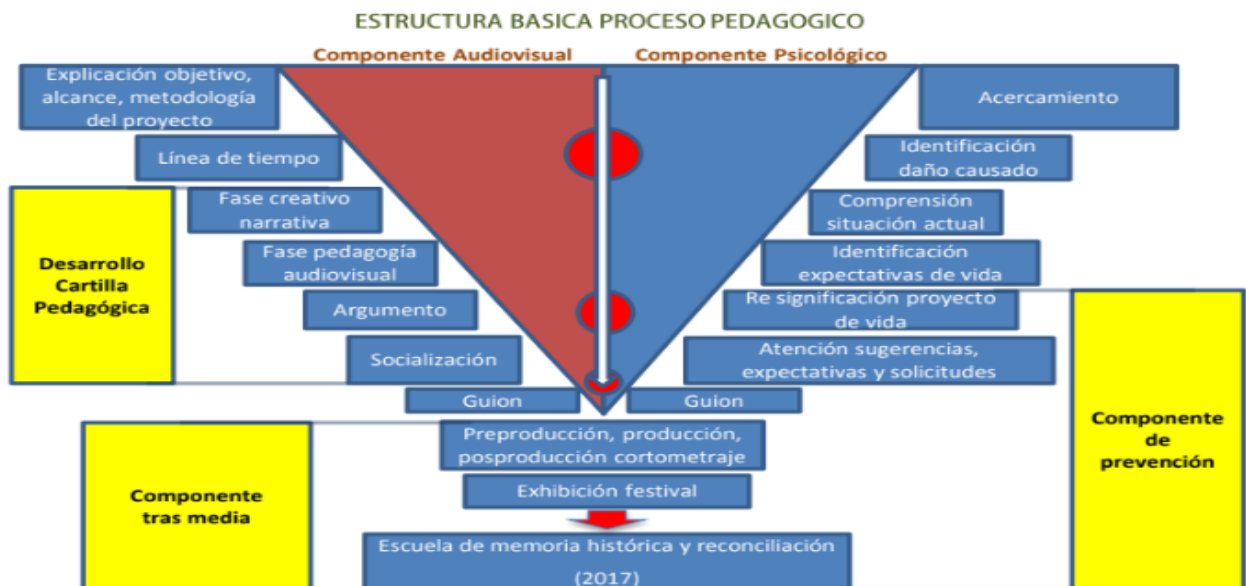 ESTRUCTURA BASICA PROCESO PEDAGOGICO
Componente Audiovisual
Componente Psicológico
Explicación objetivo,
alcance, metodología
del proyecto
Línea de tiempo
Fase creativo
narrativa
Fase pedagogía
audiovisual
Argumento
Socialización
Guion
Desarrollo
Cartilla
Pedagógica
Acercamiento
Identificación
daño causado
Comprensión
situación actual
Identificación
expectativas de vida
Re significación proyecto
de vida
Atención sugerencias,
expectativas y solicitudes
Guion
Componente
de
prevención
Preproducción, producción,
posproducción cortometraje
Exhibición festival
Componente
tras media
Escuela de memoria histórica y reconciliación
(2017)